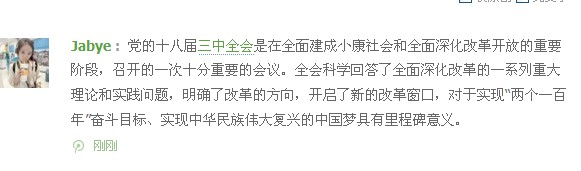 Jabye：党的十八届三中全会是在全面建成小康社会和全面深化改革开放的重要
阶段，召开的一次十分重要的会议。全会科学回答了全面深化改革的一系列重大
理论和实践问题，明确了改革的方向，开启了新的改革窗口，对于实现“两个一百
年”奋斗目标、实现中华民族伟大复兴的中国梦具有里程碑意义。
刚刚